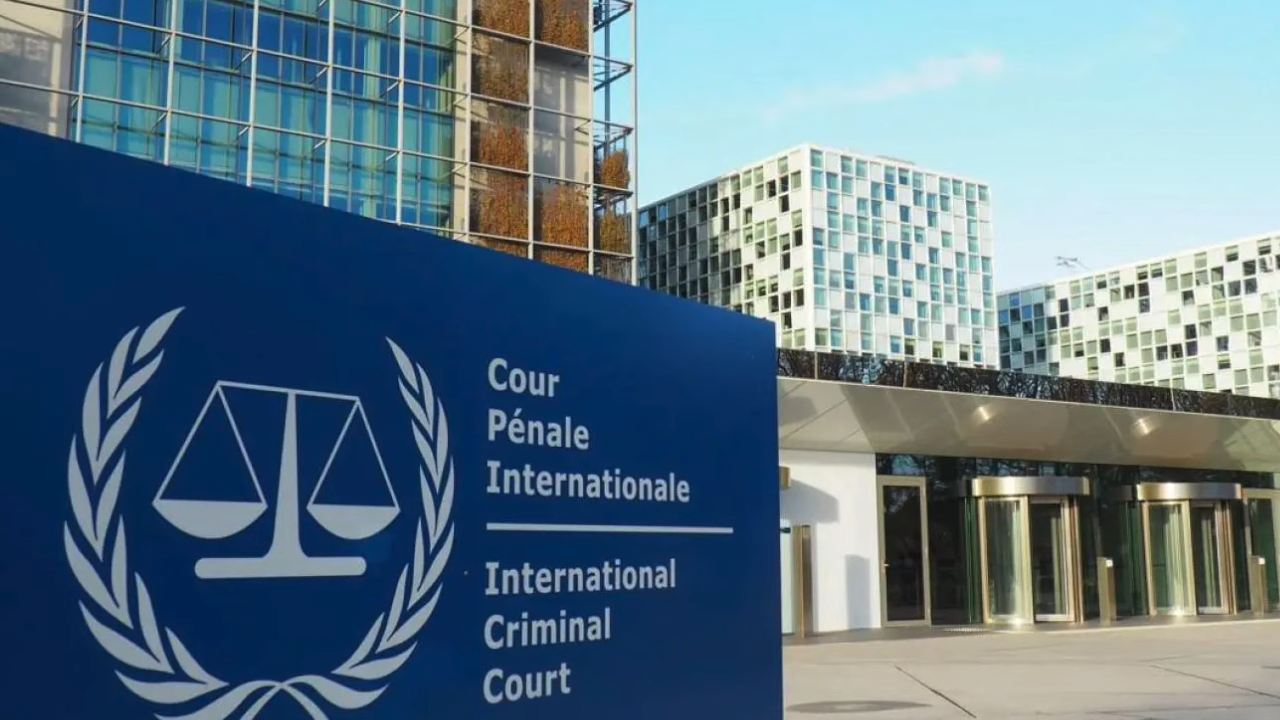 Cour
Pénale
Internationale
International
Criminal
Court